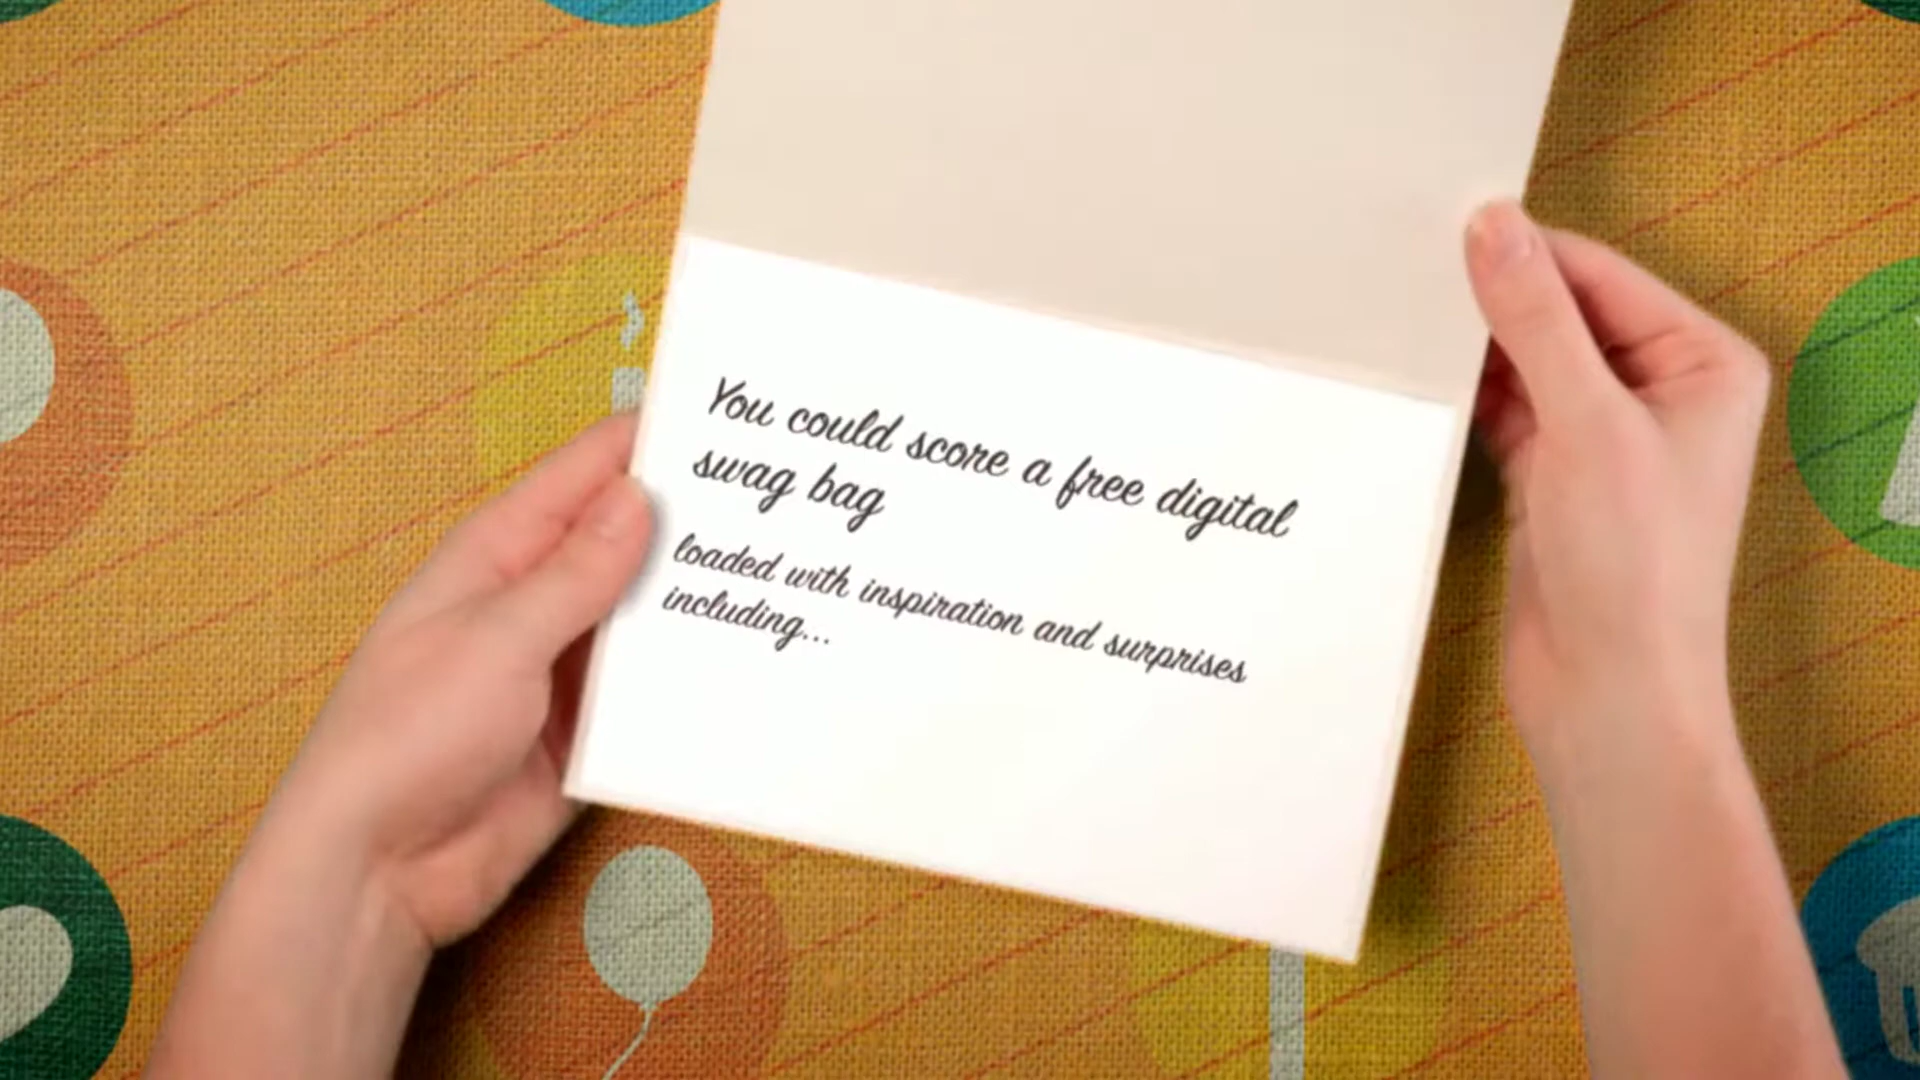 You could score a free digital
swag bag
loaded with inspiration and surprises
including...